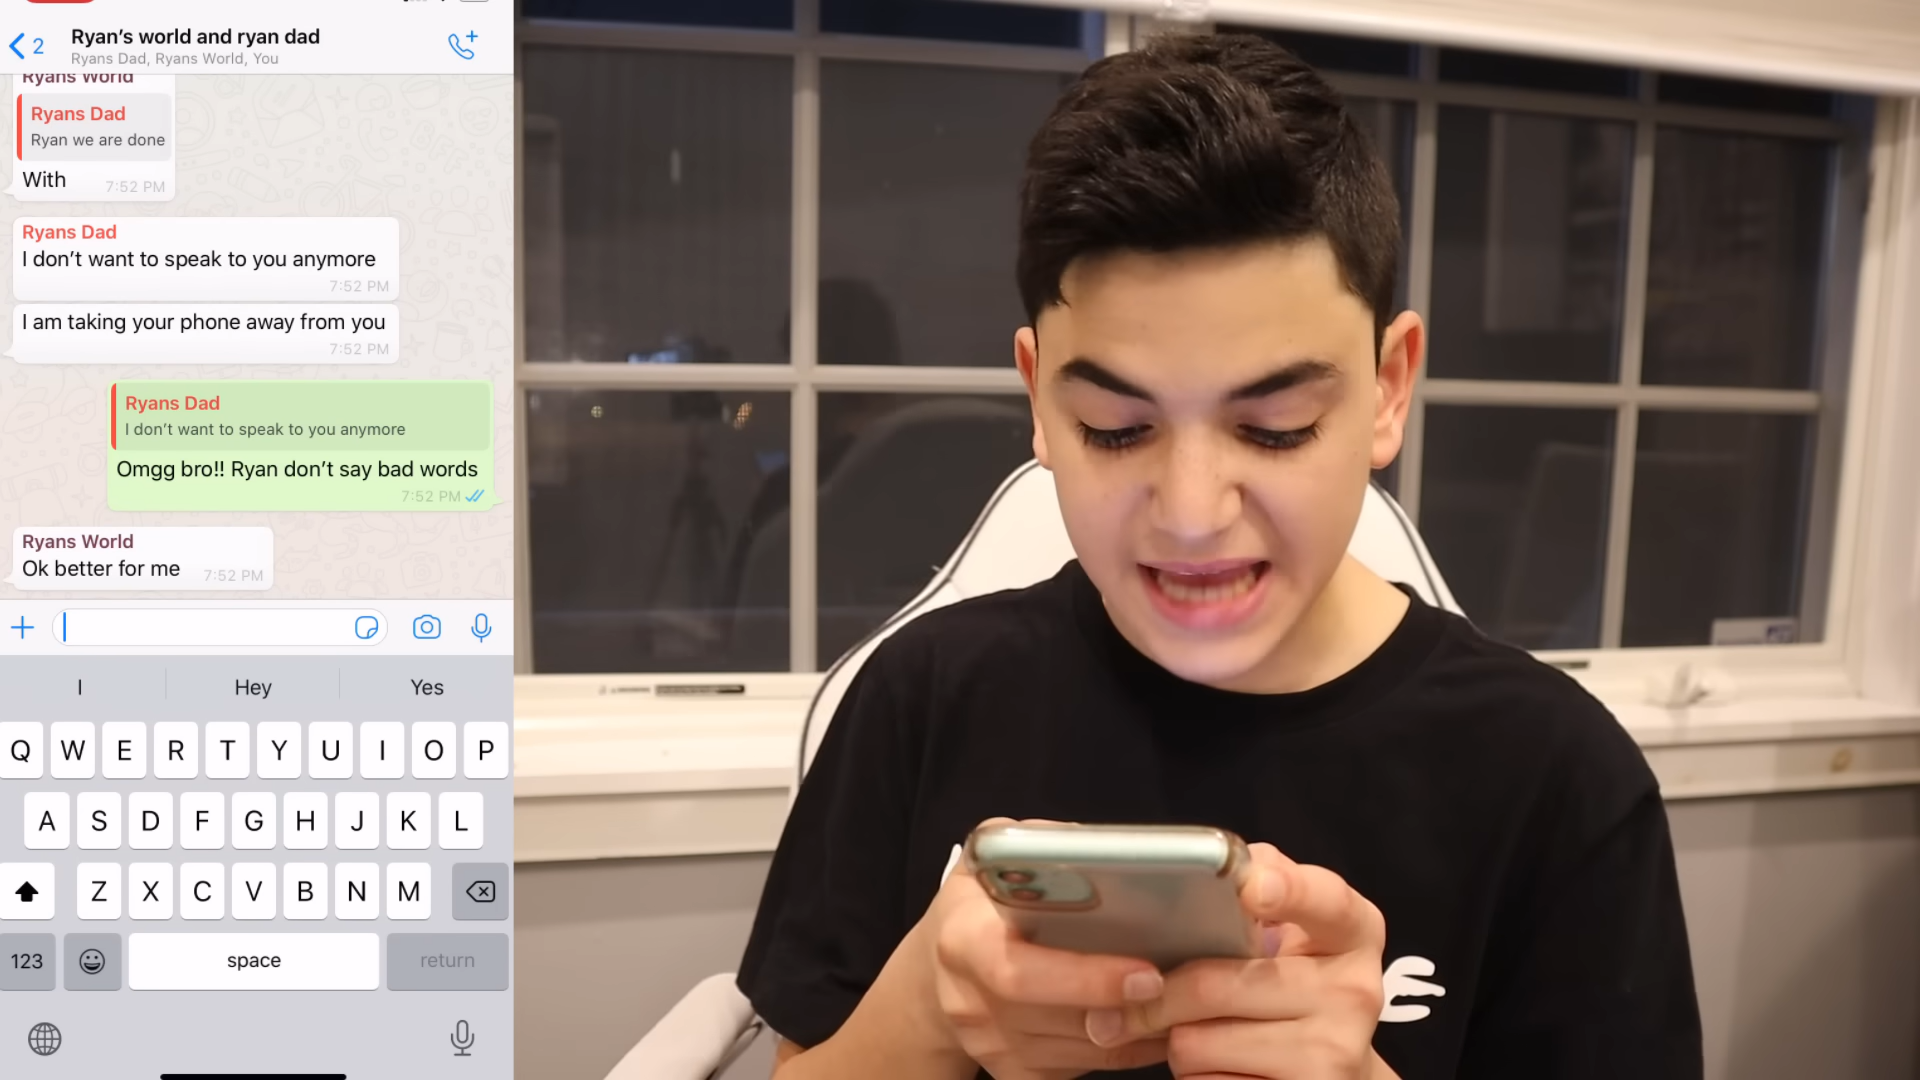 2
Ryan's world and ryan dad
Ryans Dad, Ryans World, You
Ryans World
Ryans Dad
Ryan we are done
With
7:52 PM
Ryans Dad
I don't want to speak to you anymore
7:52 PM
I am taking your phone away from you
7:52 PM
Ryans Dad
I don't want to speak to you anymore
Omgg bro!! Ryan don't say bad words
7:52 PM
Ryans World
Ok better for me
7:52 PM
I Hey Yes
Q W E R T Y U I O P
A S D F G H J K L
Z X C V B N M
123 space return